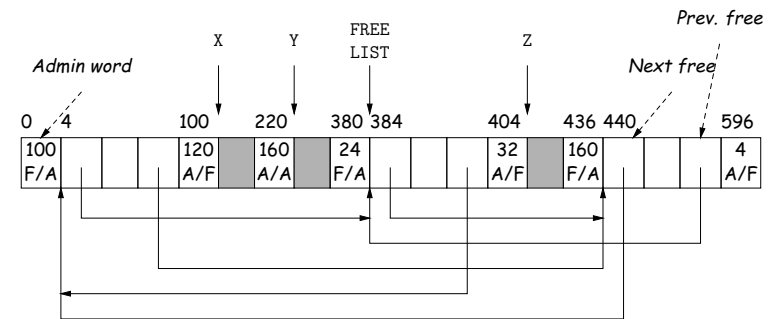 Prev. free
FREE
X Y LIST Z
Admin word Next free
0 4 100 220 380 384 404 436 440 596
100 120 160 24 32 160 4
F/A A/F A/A F/A A/F F/A A/F